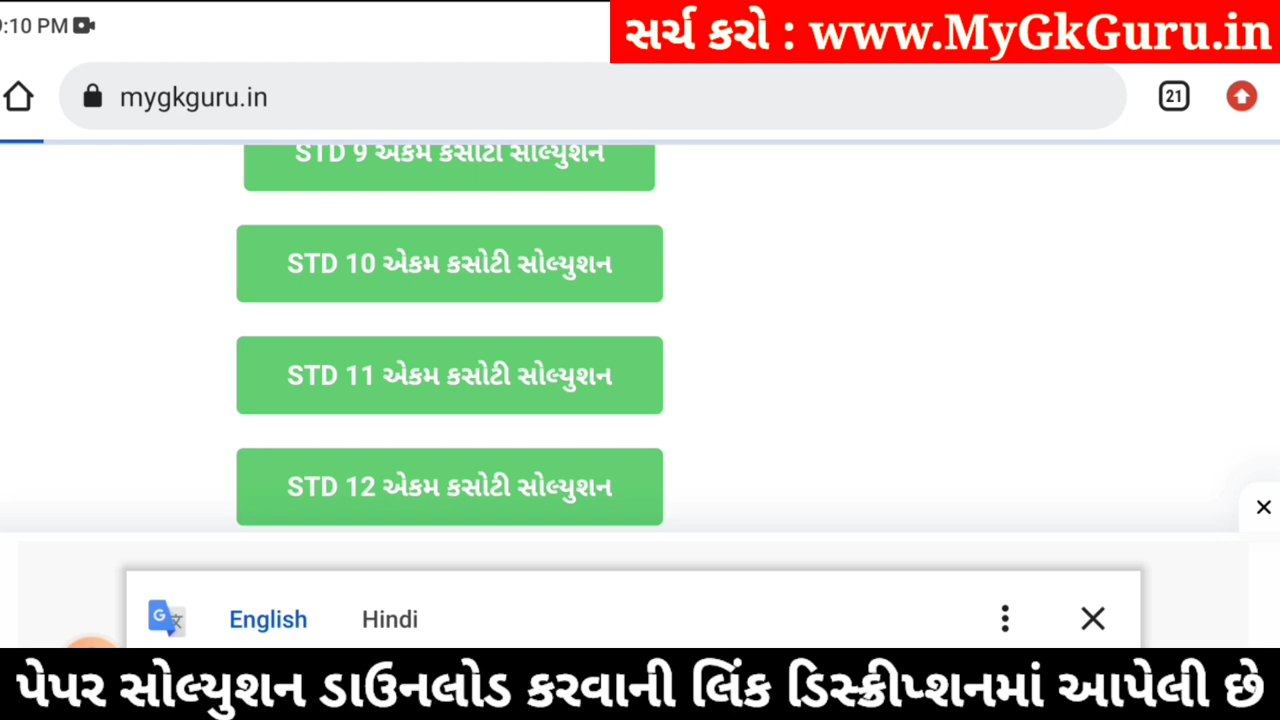 9:10 PM
સર્ચ કરો : www.MyGkGuru.in
mygkguru.in
21
STD 9 એકમ કસોટી સોલ્યુશન
STD 10 એકમ કસોટી સોલ્યુશન
STD 11 એકમ કસોટી સોલ્યુશન
STD 12 એકમ કસોટી સોલ્યુશન
English Hindi
પેપર સોલ્યુશન ડાઉનલોડ કરવાની લિંક ડિસ્ક્રીપ્શનમાં આપેલી છે